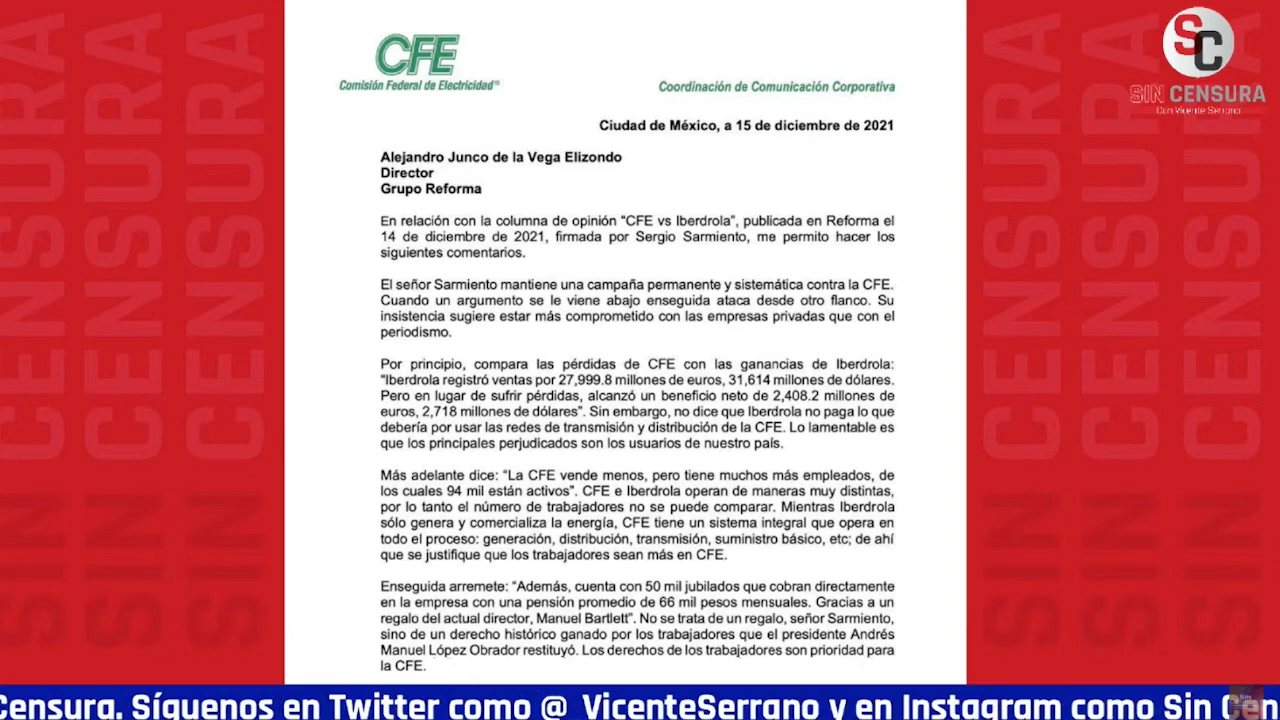 CFE
Comisión Federal de Electricidad®
Coordinación de Comunicación Corporativa
Ciudad de México, a 15 de diciembre de 2021
Alejandro Junco de la Vega Elizondo
Director
Grupo Reforma
En relación con la columna de opinión “CFE vs Iberdrola”, publicada en Reforma el
14 de diciembre de 2021, firmada por Sergio Sarmiento, me permito hacer los
siguientes comentarios.
El señor Sarmiento mantiene una campaña permanente y sistemática contra la CFE.
Cuando un argumento se le viene abajo enseguida ataca desde otro flanco. Su
insistencia sugiere estar más comprometido con las empresas privadas que con el
periodismo.
Por principio, compara las pérdidas de CFE con las ganancias de Iberdrola:
“Iberdrola registró ventas por 27,999.8 millones de euros, 31,614 millones de dólares.
Pero en lugar de sufrir pérdidas, alcanzó un beneficio neto de 2,408.2 millones de
euros, 2,718 millones de dólares”. Sin embargo, no dice que Iberdrola no paga lo que
debería por usar las redes de transmisión y distribución de la CFE. Lo lamentable es
que los principales perjudicados son los usuarios de nuestro país.
Más adelante dice: “La CFE vende menos, pero tiene muchos más empleados, de
los cuales 94 mil están activos”. CFE e Iberdrola operan de maneras muy distintas,
por lo tanto el número de trabajadores no se puede comparar. Mientras Iberdrola
sólo genera y comercializa la energía, CFE tiene un sistema integral que opera en
todo el proceso: generación, distribución, transmisión, suministro básico, etc; de ahí
que se justifique que los trabajadores sean más en CFE.
Enseguida arremete: “Además, cuenta con 50 mil jubilados que cobran directamente
en la empresa con una pensión promedio de 66 mil pesos mensuales. Gracias a un
regalo del actual director, Manuel Bartlett”. No se trata de un regalo, señor Sarmiento,
sino de un derecho histórico ganado por los trabajadores que el presidente Andrés
Manuel López Obrador restituyó. Los derechos de los trabajadores son prioridad para
la CFE.
SC
SIN CENSURA
Con Vicente Serrano
SIN CENSURA
SIN CENSURA
SIN CENSURA
SIN CENSURA
SIN CENSURA
SIN CENSURA
Censura. Síguenos en Twitter como @_VicenteSerrano y en Instagram como Sin Cen